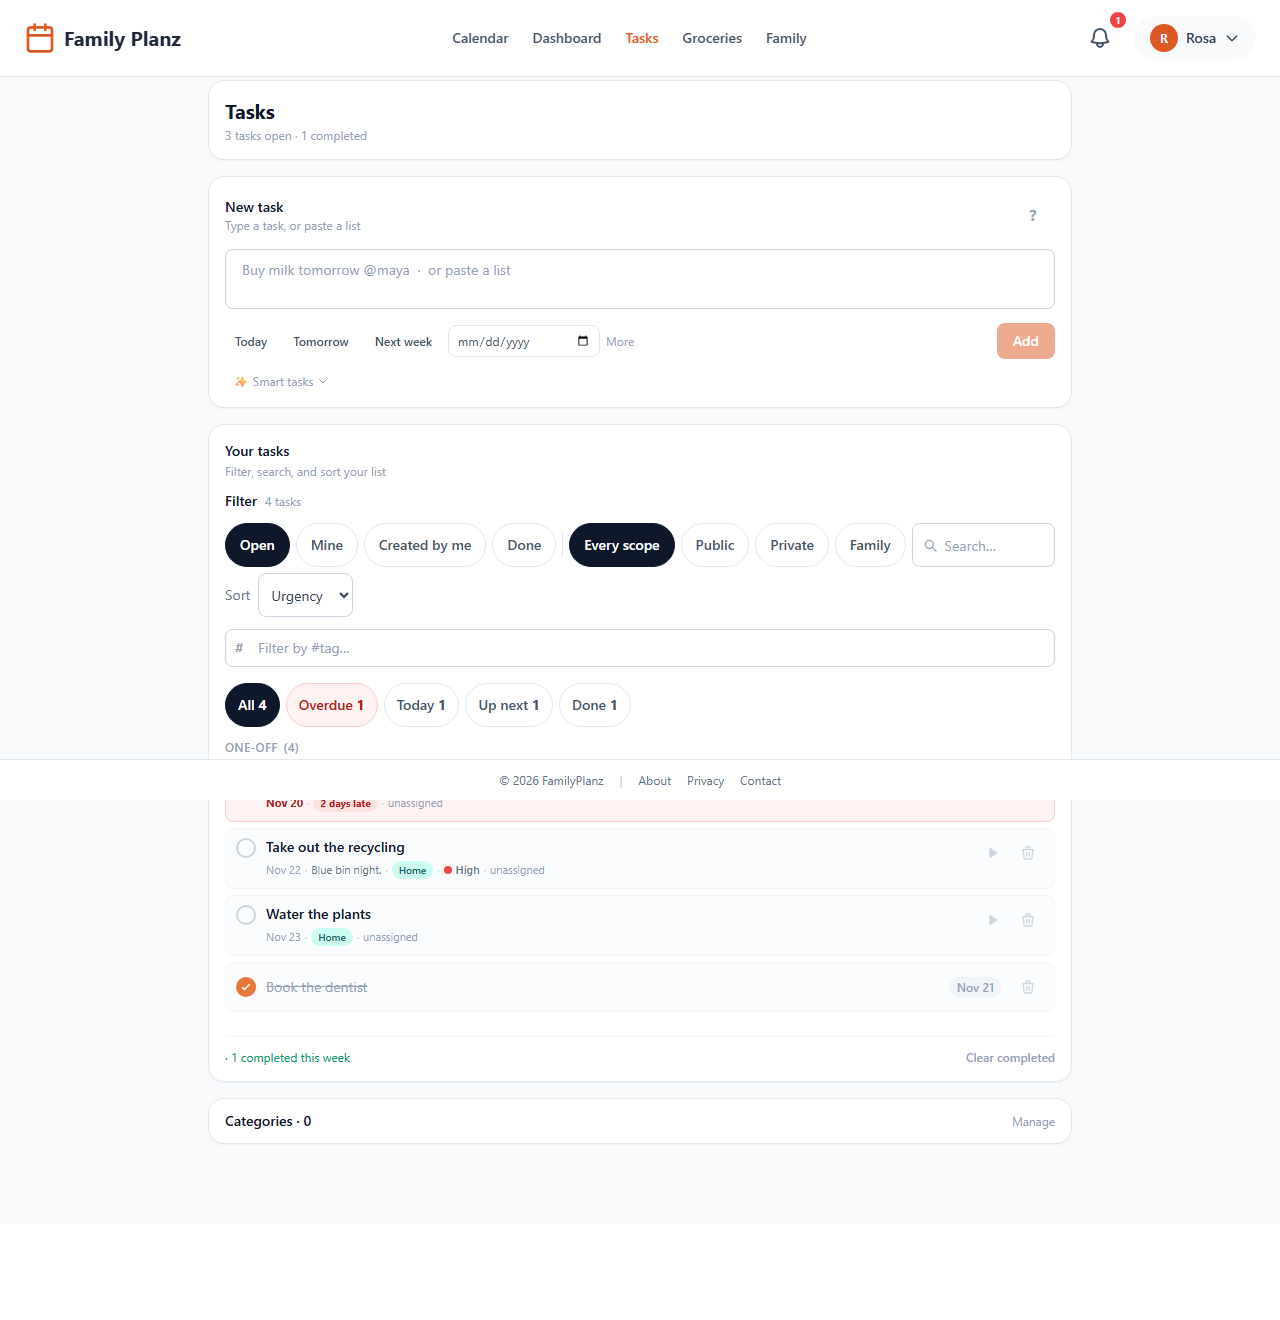 Family Planz
Calendar Dashboard Tasks Groceries Family
1
R Rosa
Tasks
3 tasks open · 1 completed
New task
Type a task, or paste a list
?
Buy milk tomorrow @maya · or paste a list
Today Tomorrow Next week mm/dd/yyyy More Add
✨ Smart tasks
Your tasks
Filter, search, and sort your list
Filter 4 tasks
Open Mine Created by me Done Every scope Public Private Family Search...
Sort Urgency
# Filter by #tag...
All 4 Overdue 1 Today 1 Up next 1 Done 1
ONE-OFF (4)
© 2026 FamilyPlanz | About Privacy Contact
Nov 20 · 2 days late · unassigned
Take out the recycling
Nov 22 · Blue bin night. · Home · High · unassigned
Water the plants
Nov 23 · Home · unassigned
Book the dentist Nov 21
· 1 completed this week Clear completed
Categories · 0 Manage